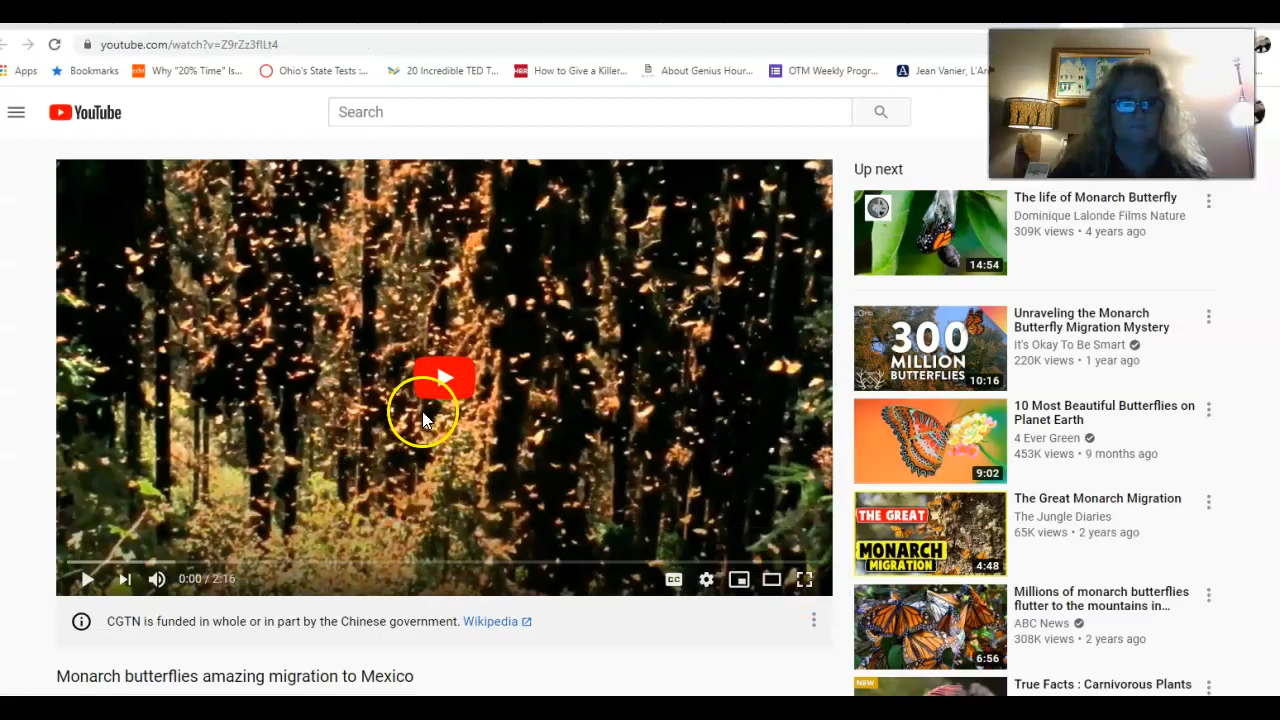 youtube.com/watch?v=Z9rZz3flLt4
Apps
Bookmarks
Why "20% Time" Is...
Ohio's State Tests :...
20 Incredible TED T...
HBR
How to Give a Killer...
About Genius Hour...
OTM Weekly Progr...
Jean Vanier, L'Ar
YouTube
Search
Up next
The life of Monarch Butterfly
Dominique Lalonde Films Nature
309K views • 4 years ago
14:54
Unraveling the Monarch
Butterfly Migration Mystery
It's Okay To Be Smart
220K views • 1 year ago
300
MILLION
BUTTERFLIES
10:16
10 Most Beautiful Butterflies on
Planet Earth
4 Ever Green
453K views • 9 months ago
9:02
The Great Monarch Migration
The Jungle Diaries
65K views • 2 years ago
THE GREAT
MONARCH
MIGRATION
4:48
Millions of monarch butterflies
flutter to the mountains in...
ABC News
308K views • 2 years ago
6:56
NEW
True Facts : Carnivorous Plants
0:00 / 2:16
CC
CGTN is funded in whole or in part by the Chinese government. Wikipedia
Monarch butterflies amazing migration to Mexico